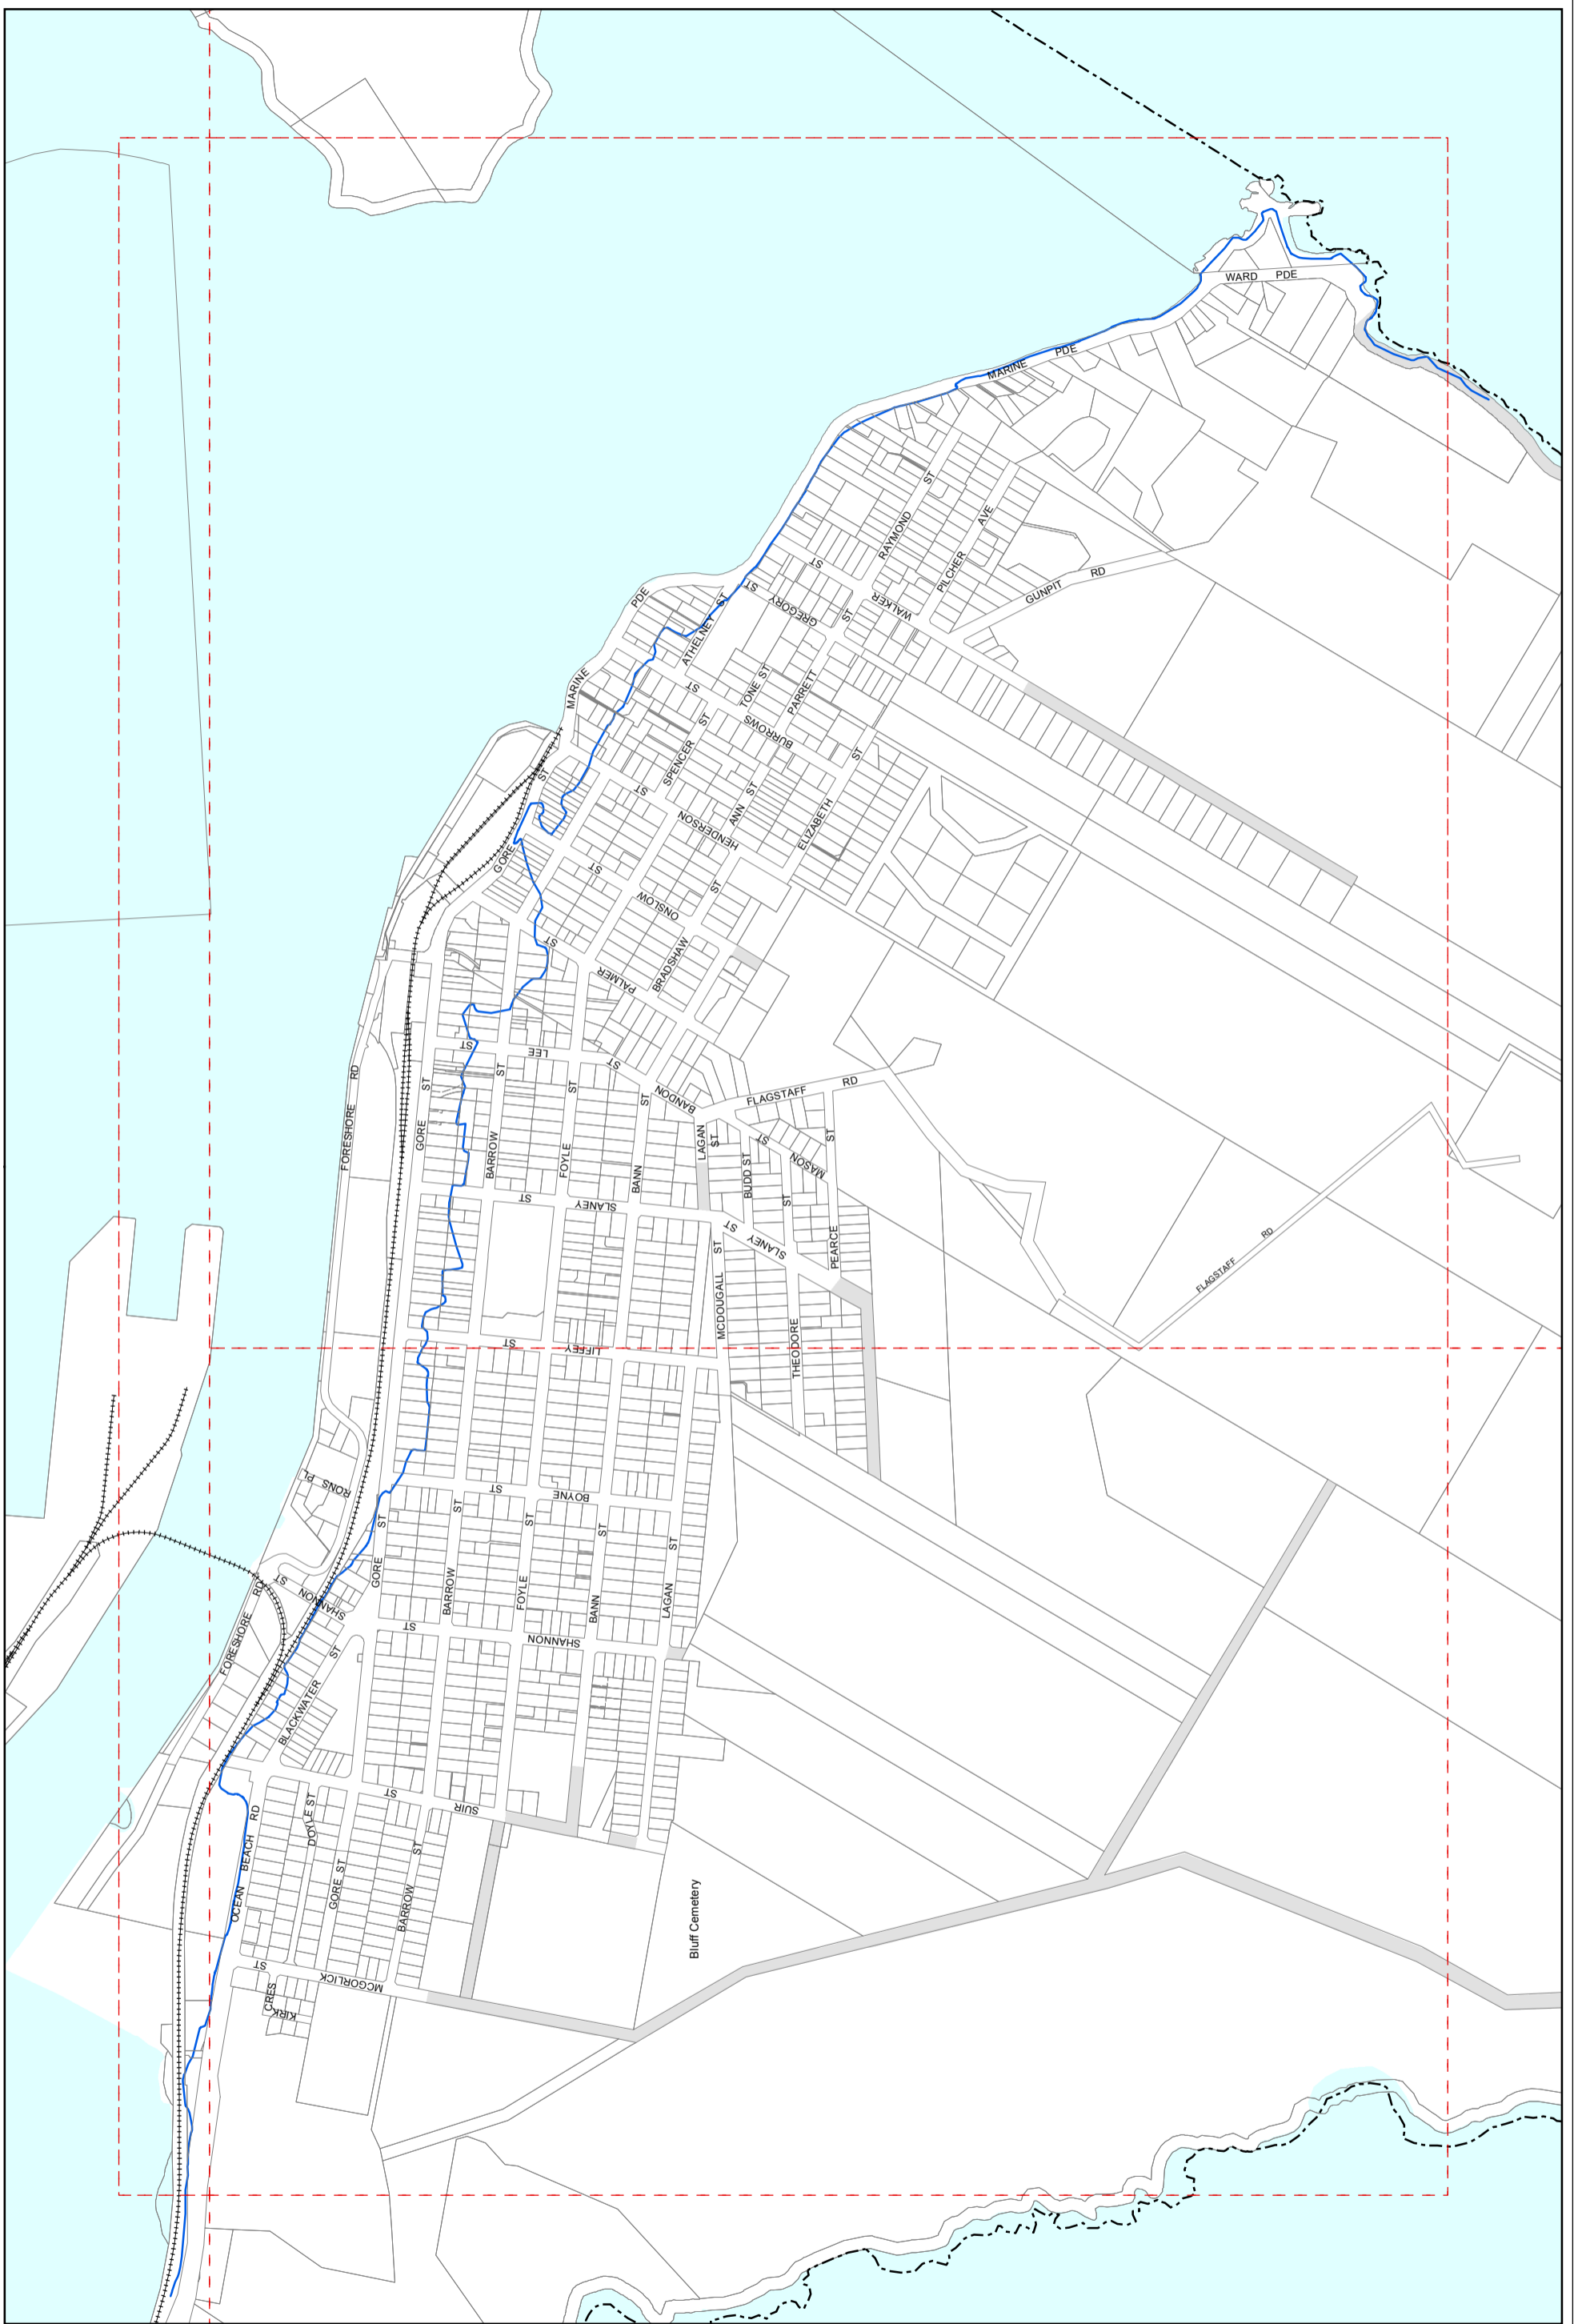 WARD PDE
MARINE PDE
RAYMOND ST
PILCHER AVE
GUNPIT RD
WALKER ST
GREGORY ST
ATHELNEY ST
MARINE PDE
TONE ST
PARRETT ST
BURROWS ST
SPENCER ST
ANN ST
ELIZABETH ST
HENDERSON ST
GORE ST
ONSLOW ST
BRADSHAW ST
PALMER ST
LEE ST
BANDON ST
FLAGSTAFF RD
FORESHORE RD
GORE ST
BARROW ST
FOYLE ST
BANN ST
LAGAN ST
BUDD ST
MASON ST
PEARCE ST
SLANEY ST
SLANEY ST
MCDOUGALL ST
THEODORE ST
FLAGSTAFF RD
LIFFEY ST
RONS PL
BOYNE ST
GORE ST
BARROW ST
FOYLE ST
BANN ST
LAGAN ST
SHANNON ST
FORESHORE RD
SHANNON ST
BLACKWATER ST
SUIR ST
OCEAN BEACH RD
DOYLE ST
GORE ST
BARROW ST
Bluff Cemetery
MCGORLICK ST
KIRK CRES